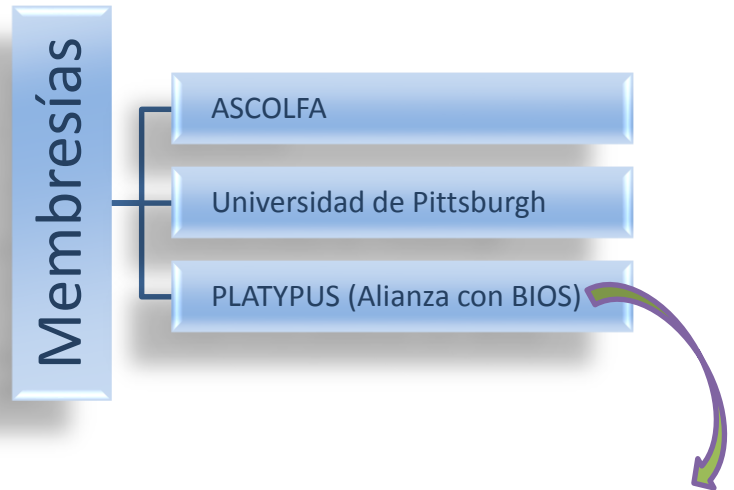 Membresías
ASCOLFA
Universidad de Pittsburgh
PLATYPUS (Alianza con BIOS)